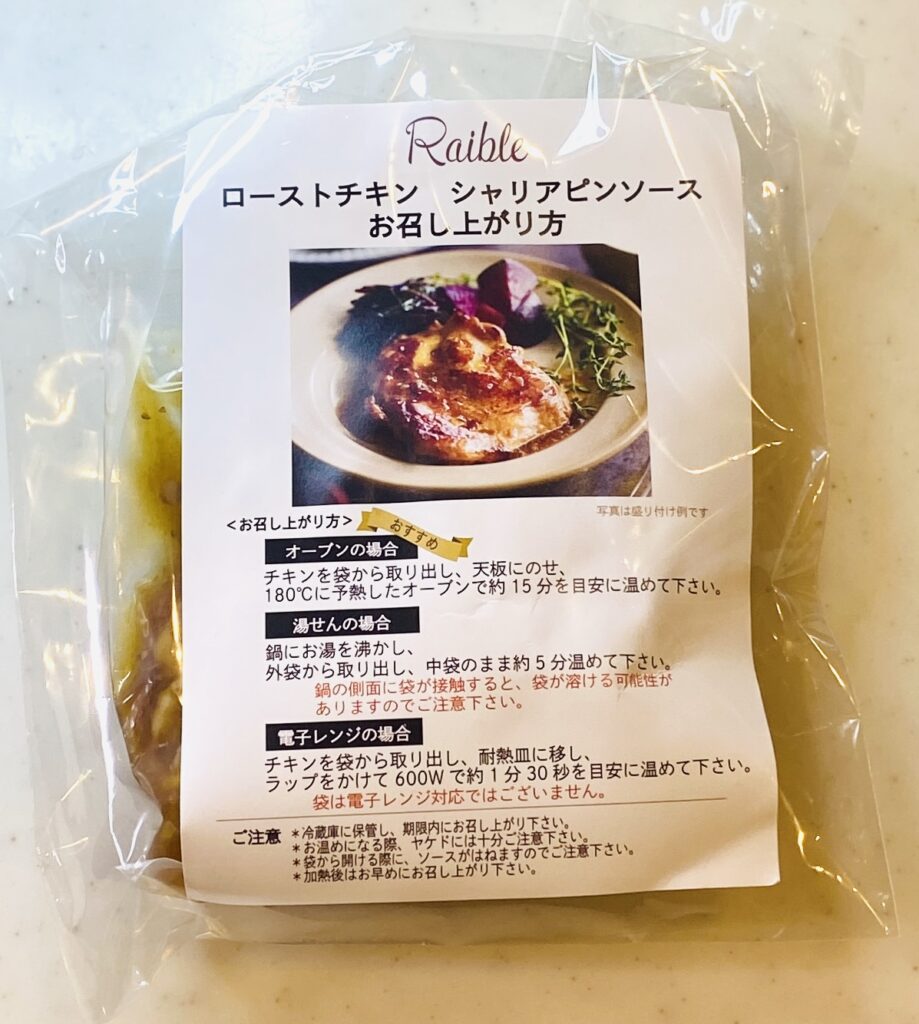 Raible
ローストチキン　シャリアピンソース
お召し上がり方
写真は盛り付け例です
＜お召し上がり方＞
おすすめ
オーブンの場合
チキンを袋から取り出し、天板にのせ、
180℃に予熱したオーブンで約 15 分を目安に温めて下さい。
湯せんの場合
鍋にお湯を沸かし、
外袋から取り出し、中袋のまま約 5 分温めて下さい。
鍋の側面に袋が接触すると、袋が溶ける可能性が
ありますのでご注意下さい。
電子レンジの場合
チキンを袋から取り出し、耐熱皿に移し、
ラップをかけて 600W で約 1 分 30 秒を目安に温めて下さい。
袋は電子レンジ対応ではございません。
ご注意 ＊冷蔵庫に保管し、期限内にお召し上がり下さい。
＊お温めになる際、ヤケドには十分ご注意下さい。
＊袋から開ける際に、ソースがはねますのでご注意下さい。
＊加熱後はお早めにお召し上がり下さい。